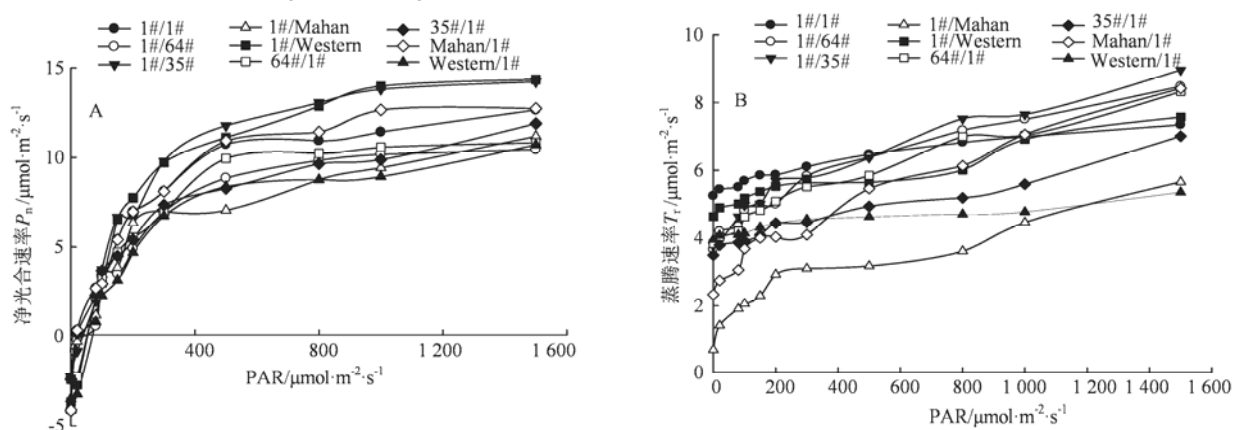 1#/1# 1#/Mahan 35#/1#
1#/64# 1#/Western Mahan/1#
1#/35# 64#/1# Western/1#
A
净光合速率Pn/μmol·m-2·s-1
15
10
5
0
-5
400 800 1 200 1 600
PAR/μmol·m-2·s-1
1#/1# 1#/Mahan 35#/1#
1#/64# 1#/Western Mahan/1#
1#/35# 64#/1# Western/1#
B
蒸腾速率Tr/μmol·m-2·s-1
10
8
6
4
2
0
0 200 400 600 800 1 000 1 200 1 400 1 600
PAR/μmol·m-2·s-1